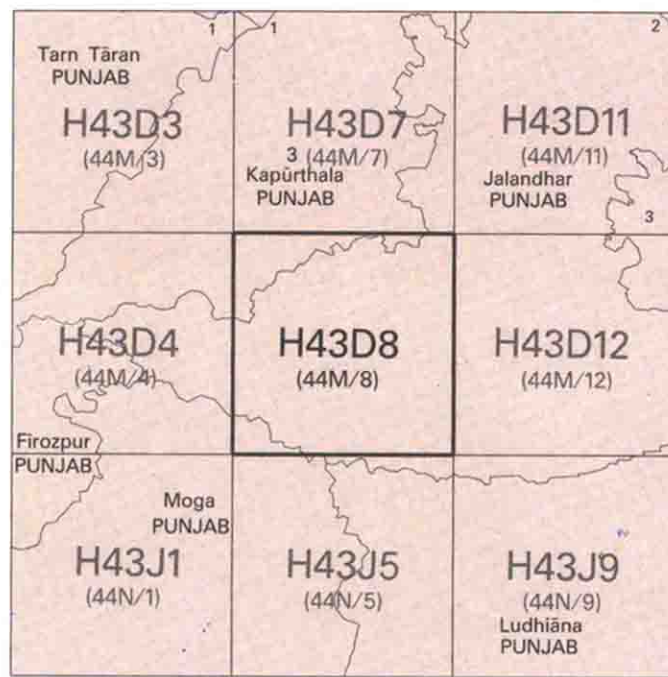 1
1
2
Tarn Tāran
PUNJAB
H43D3
(44M/3)
H43D7
3 (44M/7)
Kapūrthala
PUNJAB
H43D11
(44M/11)
Jalandhar
PUNJAB
3
H43D4
(44M/4)
H43D8
(44M/8)
H43D12
(44M/12)
Firozpur
PUNJAB
Moga
PUNJAB
H43J1
(44N/1)
H43J5
(44N/5)
H43J9
(44N/9)
Ludhiāna
PUNJAB